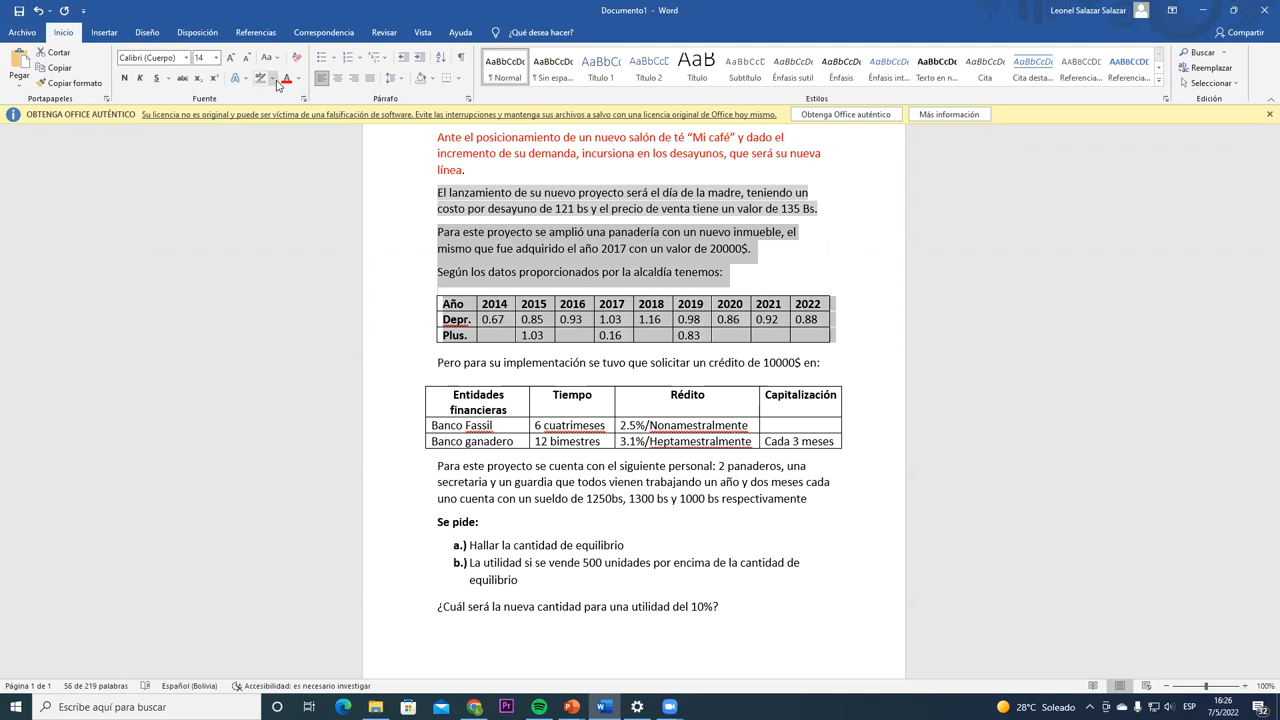 Documento1 - Word
Leonel Salazar Salazar
Archivo Inicio Insertar Diseño Disposición Referencias Correspondencia Revisar Vista Ayuda ¿Qué desea hacer? Compartir
Pegar
Cortar
Copiar
Copiar formato
Portapapeles
Calibri (Cuerpo) 14
N K S abc x₂ x²
Fuente
Párrafo
AaBbCcDc AaBbCcDc AaBbCc AaBbCcD AaB AaBbCcD AaBbCcDc AaBbCcDc AaBbCcDc AaBbCcDc AaBbCcDc AaBbCcDc AaBbCcDc AaBbCcDc
¶ Normal ¶ Sin espa... Título 1 Título 2 Título Subtítulo Énfasis sutil Énfasis Énfasis int... Texto en n... Cita Cita desta... Referencia... Referencia...
Estilos
Buscar
Reemplazar
Seleccionar
Edición
OBTENGA OFFICE AUTÉNTICO Su licencia no es original y puede ser víctima de una falsificación de software. Evite las interrupciones y mantenga sus archivos a salvo con una licencia original de Office hoy mismo. Obtenga Office auténtico Más información
Ante el posicionamiento de un nuevo salón de té “Mi café” y dado el
incremento de su demanda, incursiona en los desayunos, que será su nueva
línea.
El lanzamiento de su nuevo proyecto será el día de la madre, teniendo un
costo por desayuno de 121 bs y el precio de venta tiene un valor de 135 Bs.
Para este proyecto se amplió una panadería con un nuevo inmueble, el
mismo que fue adquirido el año 2017 con un valor de 20000$.
Según los datos proporcionados por la alcaldía tenemos:
Año 2014 2015 2016 2017 2018 2019 2020 2021 2022
Depr. 0.67 0.85 0.93 1.03 1.16 0.98 0.86 0.92 0.88
Plus. 1.03 0.16 0.83
Pero para su implementación se tuvo que solicitar un crédito de 10000$ en:
Entidades financieras Tiempo Rédito Capitalización
Banco Fassil 6 cuatrimeses 2.5%/Nonamestralmente
Banco ganadero 12 bimestres 3.1%/Heptamestralmente Cada 3 meses
Para este proyecto se cuenta con el siguiente personal: 2 panaderos, una
secretaria y un guardia que todos vienen trabajando un año y dos meses cada
uno cuenta con un sueldo de 1250bs, 1300 bs y 1000 bs respectivamente
Se pide:
a.) Hallar la cantidad de equilibrio
b.) La utilidad si se vende 500 unidades por encima de la cantidad de
equilibrio
¿Cuál será la nueva cantidad para una utilidad del 10%?
Página 1 de 1 56 de 219 palabras Español (Bolivia) Accesibilidad: es necesario investigar 100%
Escribe aquí para buscar
28°C Soleado
16:26
7/5/2022